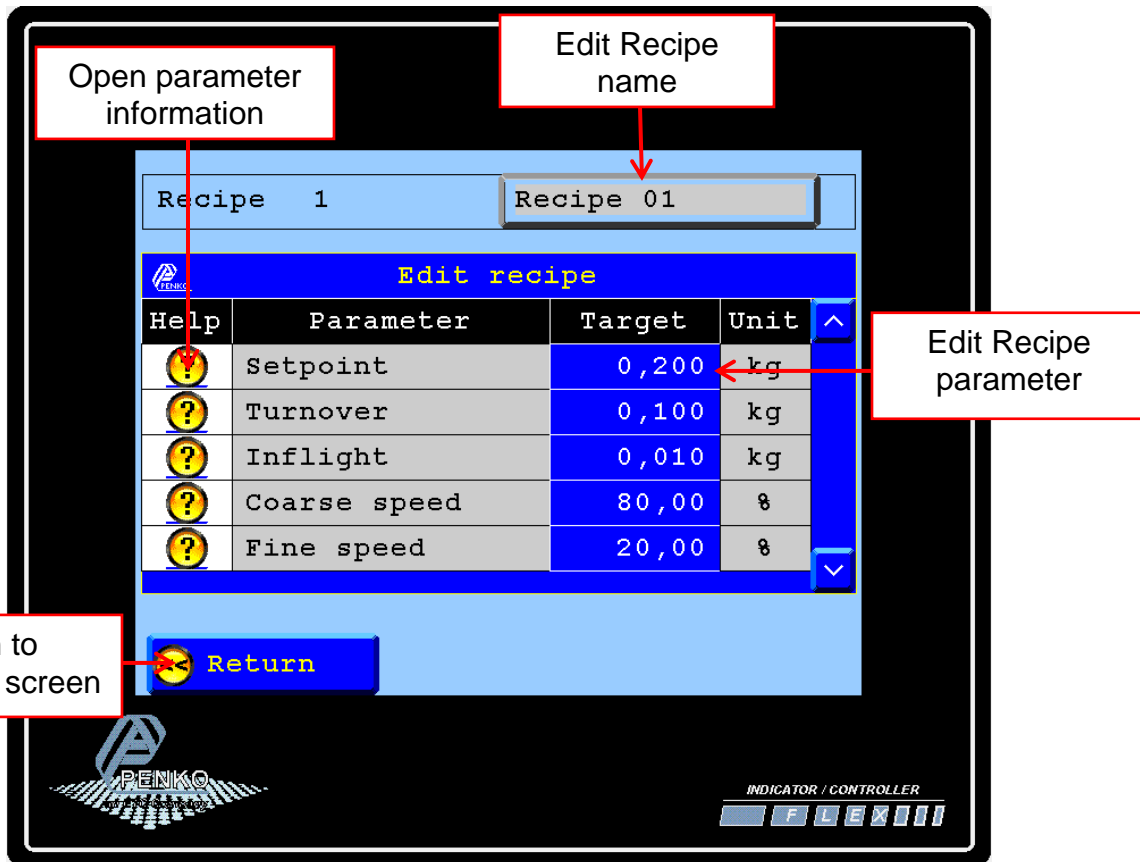 Edit Recipe
name
Open parameter
information
Recipe 1 Recipe 01
PENKO
Edit recipe
Help Parameter Target Unit
? Setpoint 0,200 kg
? Turnover 0,100 kg
? Inflight 0,010 kg
? Coarse speed 80,00 %
? Fine speed 20,00 %
Edit Recipe
parameter
to
screen
<< Return
PENKO
INDICATOR / CONTROLLER
FLEX